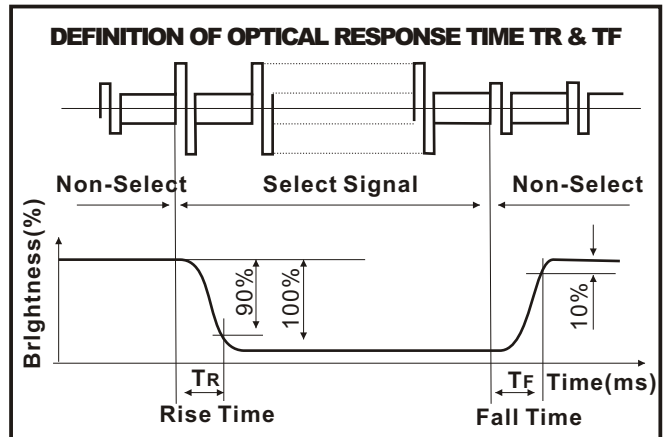 DEFINITION OF OPTICAL RESPONSE TIME TR & TF
Non-Select Select Signal Non-Select
BrIghtness(%)
90%
100%
10%
TR TF Time(ms)
Rise Time Fall Time